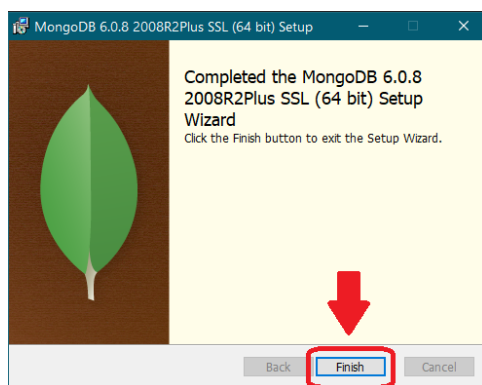 MongoDB 6.0.8 2008R2Plus SSL (64 bit) Setup
Completed the MongoDB 6.0.8
2008R2Plus SSL (64 bit) Setup
Wizard
Click the Finish button to exit the Setup Wizard.
Back Finish Cancel